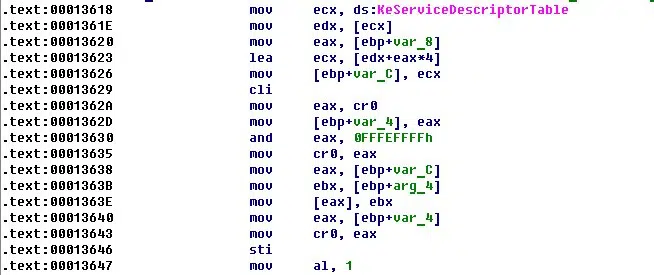 .text:00013618 mov ecx, ds:KeServiceDescriptorTable
.text:0001361E mov edx, [ecx]
.text:00013620 mov eax, [ebp+var_8]
.text:00013623 lea ecx, [edx+eax*4]
.text:00013626 mov [ebp+var_C], ecx
.text:00013629 cli
.text:0001362A mov eax, cr0
.text:0001362D mov [ebp+var_4], eax
.text:00013630 and eax, 0FFFEFFFFh
.text:00013635 mov cr0, eax
.text:00013638 mov eax, [ebp+var_C]
.text:0001363B mov ebx, [ebp+arg_4]
.text:0001363E mov [eax], ebx
.text:00013640 mov eax, [ebp+var_4]
.text:00013643 mov cr0, eax
.text:00013646 sti
.text:00013647 mov al, 1